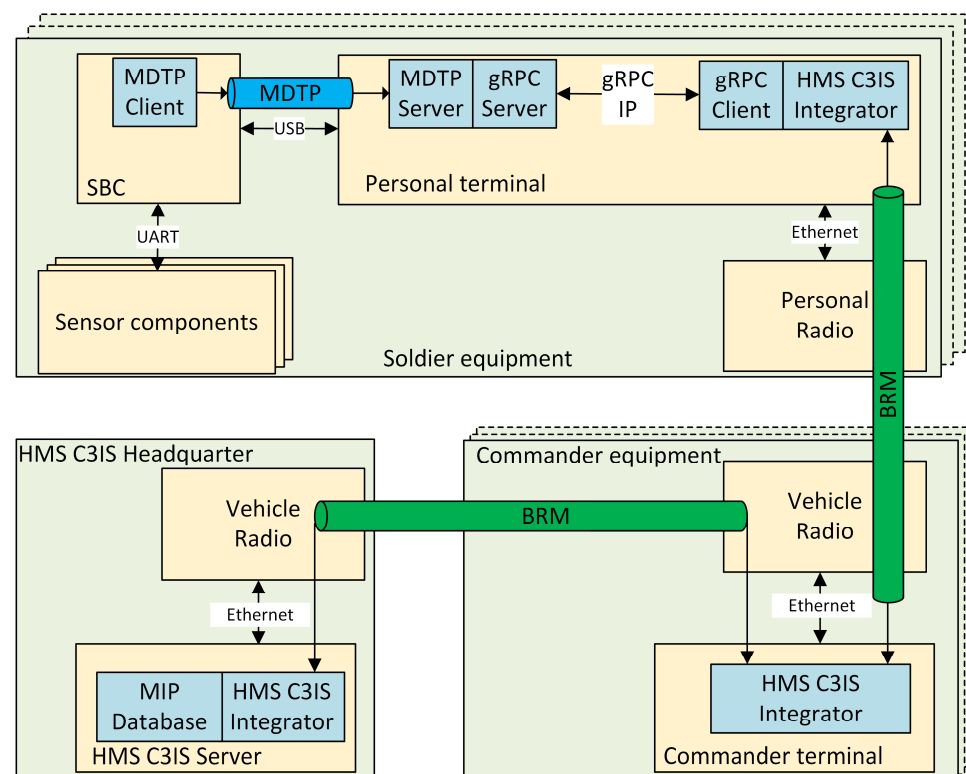 MDTP
Client
MDTP
USB
SBC
MDTP
Server
gRPC
Server
gRPC
IP
gRPC
Client
HMS C3IS
Integrator
Personal terminal
UART
Ethernet
Sensor components
Personal
Radio
Soldier equipment
BRM
HMS C3IS Headquarter
Vehicle
Radio
BRM
Ethernet
MIP
Database
HMS C3IS
Integrator
HMS C3IS Server
Commander equipment
Vehicle
Radio
Ethernet
HMS C3IS
Integrator
Commander terminal